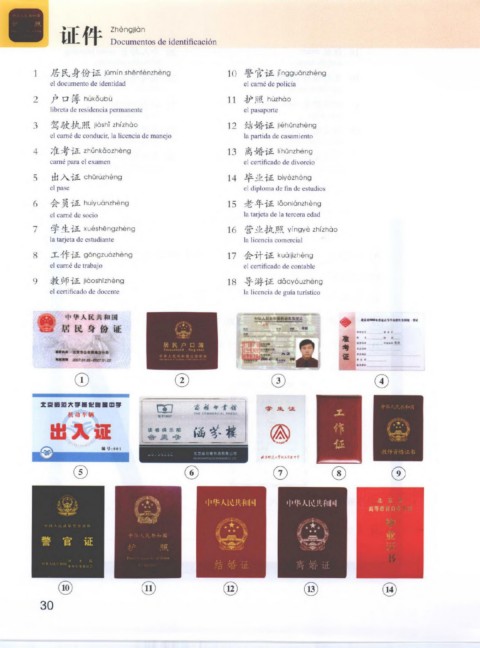 证件 Zhèngjiàn
Documentos de identificación
1 居民身份证 jūmín shēnfènzhèng
el documento de identidad
2 户口簿 hùkǒubù
libreta de residencia permanente
3 驾驶执照 jiàshǐ zhízhào
el carné de conducir, la licencia de manejo
4 准考证 zhǔnkǎozhèng
carné para el examen
5 出入证 chūrùzhèng
el pase
6 会员证 huìyuánzhèng
el carné de socio
7 学生证 xuéshēngzhèng
la tarjeta de estudiante
8 工作证 gōngzuòzhèng
el carné de trabajo
9 教师证 jiàoshīzhèng
el certificado de docente
10 警官证 jǐngguānzhèng
el carné de policía
11 护照 hùzhào
el pasaporte
12 结婚证 jiéhūnzhèng
la partida de casamiento
13 离婚证 líhūnzhèng
el certificado de divorcio
14 毕业证 bìyèzhèng
el diploma de fin de estudios
15 老年证 lǎoniánzhèng
la tarjeta de la tercera edad
16 营业执照 yíngyè zhízhào
la licencia comercial
17 会计证 kuàijìzhèng
el certificado de contable
18 导游证 dǎoyóuzhèng
la licencia de guía turístico
中华人民共和国
居民身份证
居民户口簿
准考证
1
2
3
4
出入证
商务印书馆
涵芬楼
学生证
工作证
中华人民共和国
5
6
7
8
9
警官证
中华人民共和国
护照
中华人民共和国
结婚证
中华人民共和国
离婚证
毕业证书
10
11
12
13
14
30